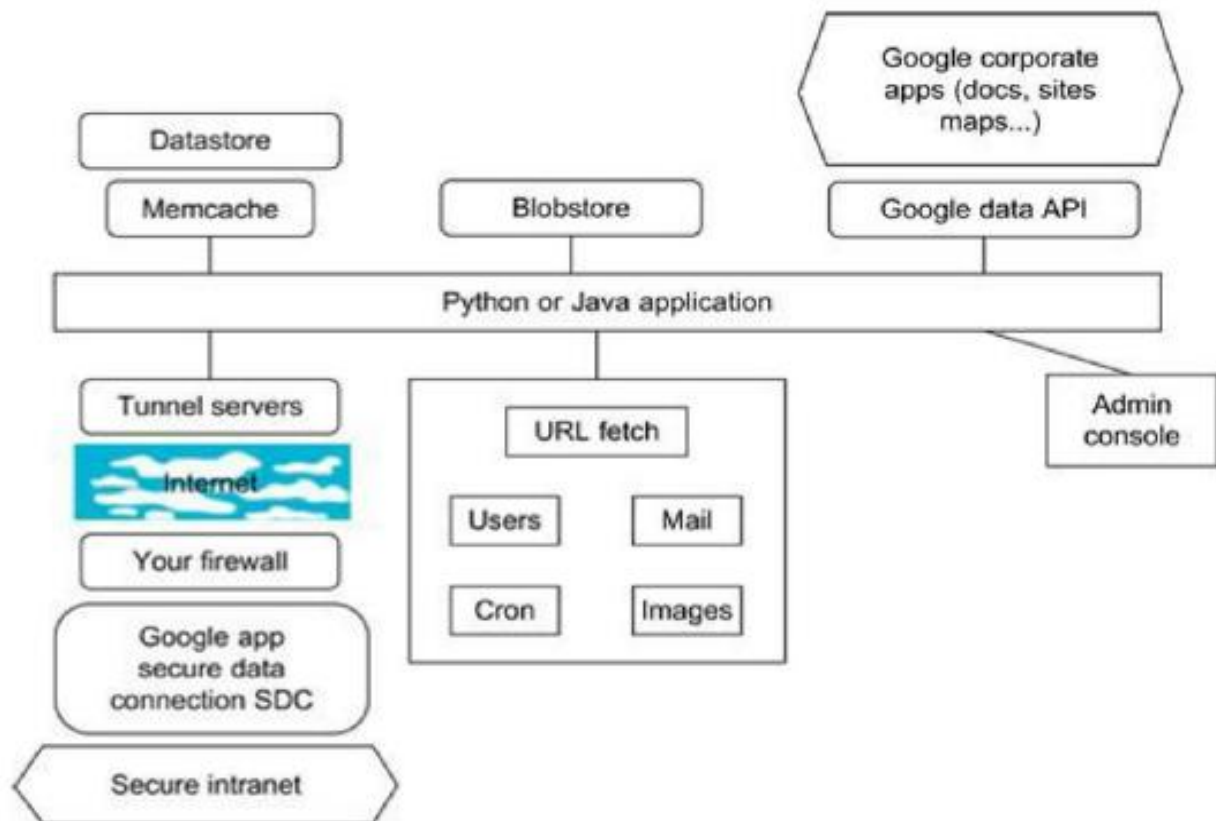 Google corporate
apps (docs, sites
maps...)
Datastore
Memcache
Blobstore
Google data API
Python or Java application
Tunnel servers
Internet
Your firewall
Google app
secure data
connection SDC
Secure intranet
URL fetch
Users
Mail
Cron
Images
Admin
console